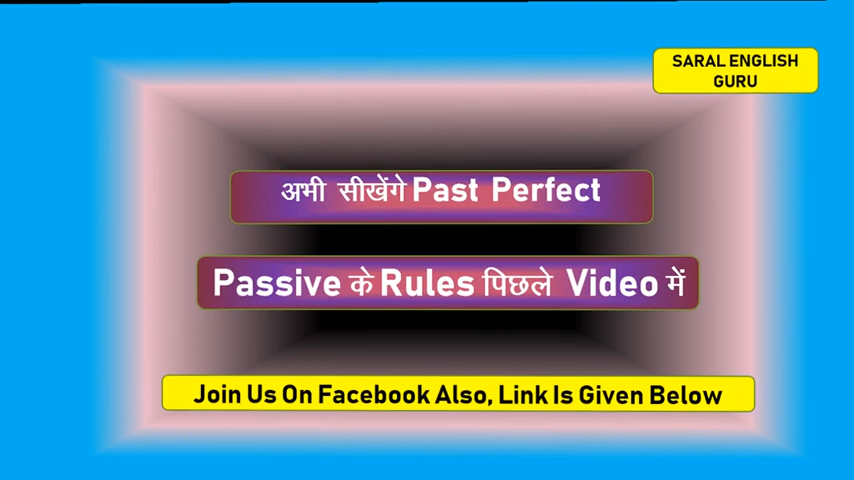 SARAL ENGLISH
GURU
अभी सीखेंगे Past Perfect
Passive के Rules पिछले Video में
Join Us On Facebook Also, Link Is Given Below